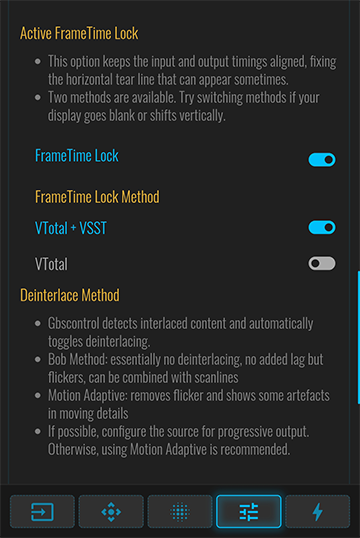 Active FrameTime Lock
• This option keeps the input and output timings aligned, fixing
the horizontal tear line that can appear sometimes.
• Two methods are available. Try switching methods if your
display goes blank or shifts vertically.
FrameTime Lock
FrameTime Lock Method
VTotal + VSST
VTotal
Deinterlace Method
• Gbscontrol detects interlaced content and automatically
toggles deinterlacing.
• Bob Method: essentially no deinterlacing, no added lag but
flickers, can be combined with scanlines
• Motion Adaptive: removes flicker and shows some artefacts
in moving details
• If possible, configure the source for progressive output.
Otherwise, using Motion Adaptive is recommended.